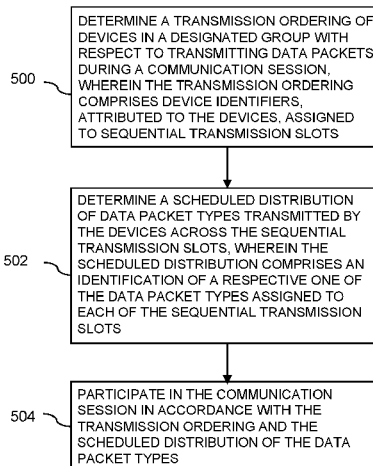 DETERMINE A TRANSMISSION ORDERING OF
DEVICES IN A DESIGNATED GROUP WITH
RESPECT TO TRANSMITTING DATA PACKETS
DURING A COMMUNICATION SESSION,
WHEREIN THE TRANSMISSION ORDERING
COMPRISES DEVICE IDENTIFIERS,
ATTRIBUTED TO THE DEVICES, ASSIGNED
TO SEQUENTIAL TRANSMISSION SLOTS
500
DETERMINE A SCHEDULED DISTRIBUTION
OF DATA PACKET TYPES TRANSMITTED BY
THE DEVICES ACROSS THE SEQUENTIAL
TRANSMISSION SLOTS, WHEREIN THE
SCHEDULED DISTRIBUTION COMPRISES AN
IDENTIFICATION OF A RESPECTIVE ONE OF
THE DATA PACKET TYPES ASSIGNED TO
EACH OF THE SEQUENTIAL TRANSMISSION
SLOTS
502
PARTICIPATE IN THE COMMUNICATION
SESSION IN ACCORDANCE WITH THE
TRANSMISSION ORDERING AND THE
SCHEDULED DISTRIBUTION OF THE DATA
PACKET TYPES
504